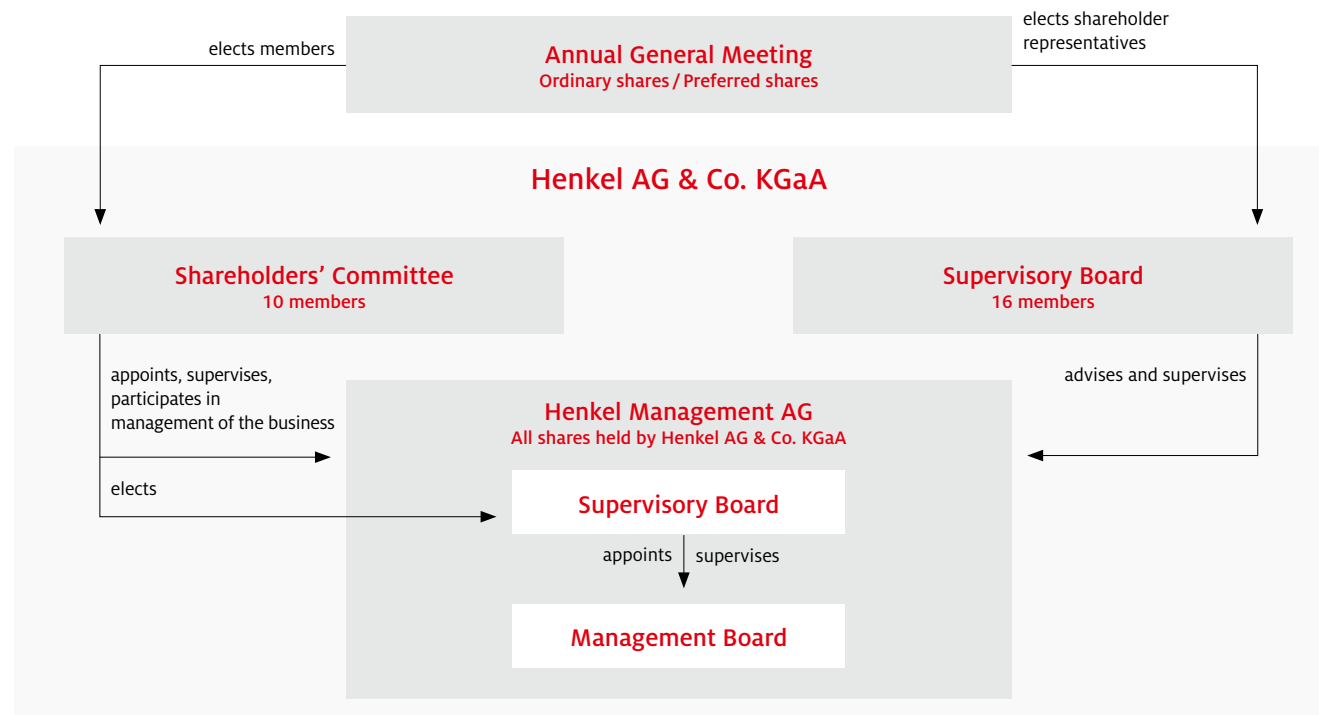 elects members
Annual General Meeting
Ordinary shares / Preferred shares
elects shareholder
representatives
Henkel AG & Co. KGaA
Shareholders’ Committee
10 members
Supervisory Board
16 members
appoints, supervises,
participates in
management of the business
advises and supervises
Henkel Management AG
All shares held by Henkel AG & Co. KGaA
elects
Supervisory Board
appoints
supervises
Management Board